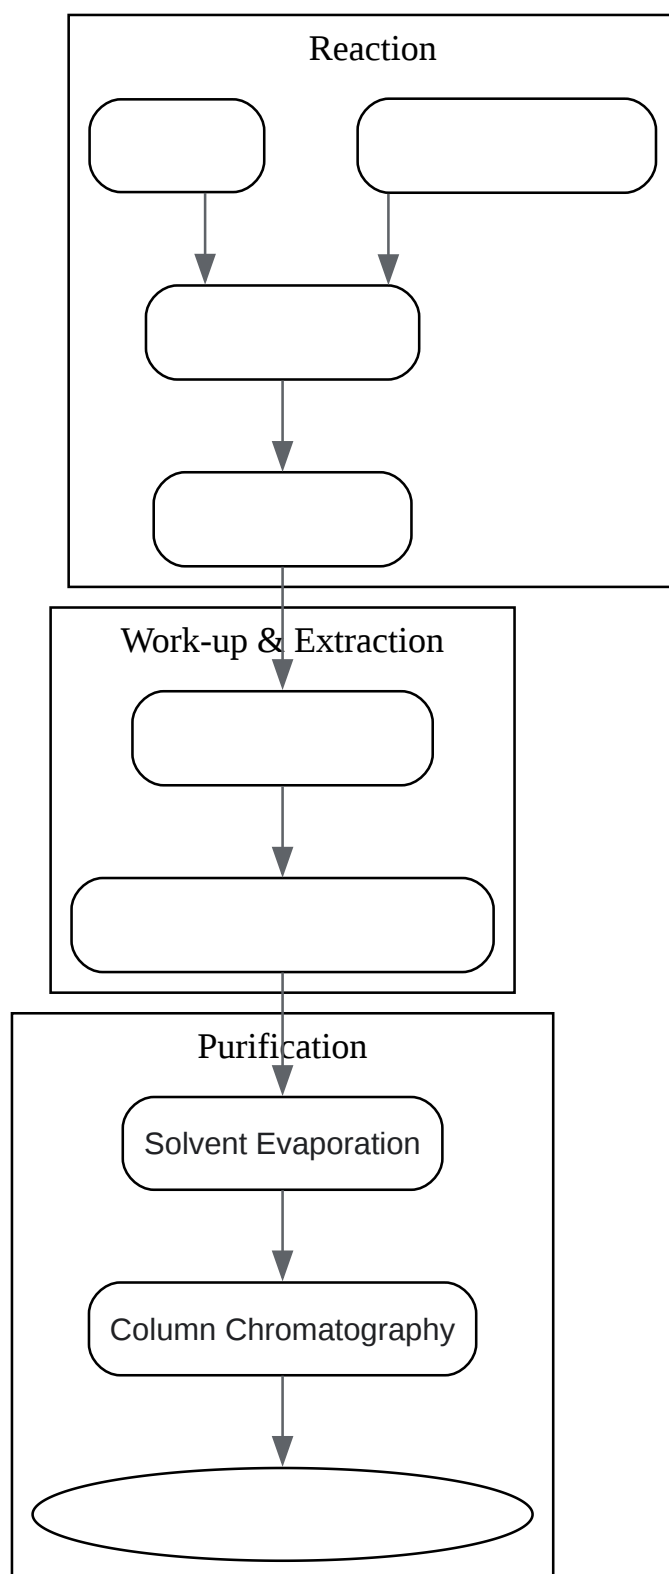 Reaction
Work-up & Extraction
Purification
Solvent Evaporation
Column Chromatography